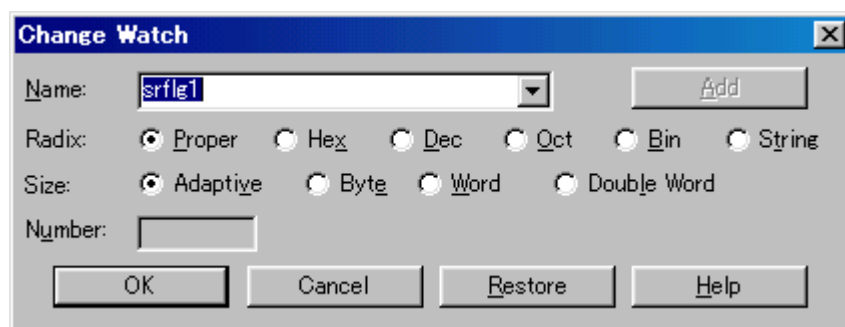 Change Watch
Name: srflg1 Add
Radix: Proper Hex Dec Oct Bin String
Size: Adaptive Byte Word Double Word
Number:
OK Cancel Restore Help